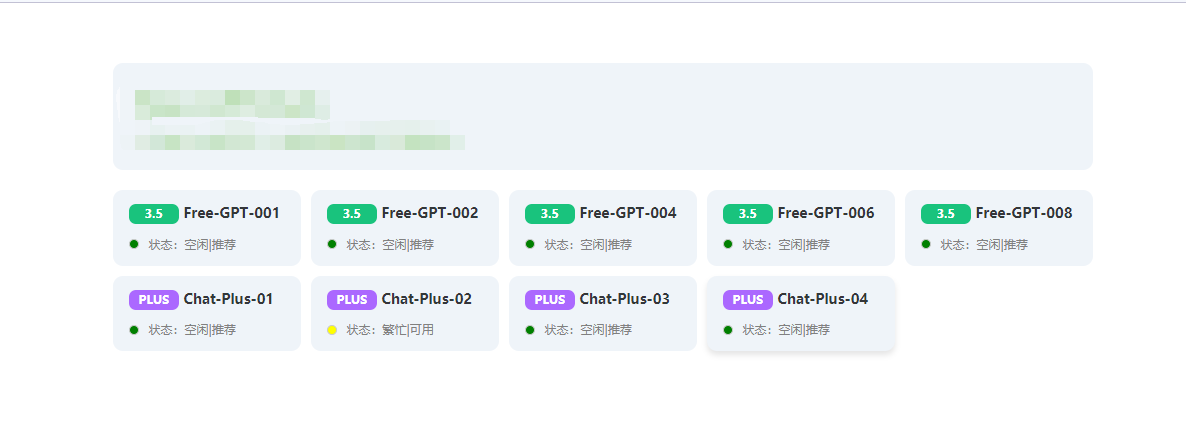 3.5 Free-GPT-001
状态：空闲|推荐
3.5 Free-GPT-002
状态：空闲|推荐
3.5 Free-GPT-004
状态：空闲|推荐
3.5 Free-GPT-006
状态：空闲|推荐
3.5 Free-GPT-008
状态：空闲|推荐
PLUS Chat-Plus-01
状态：空闲|推荐
PLUS Chat-Plus-02
状态：繁忙|可用
PLUS Chat-Plus-03
状态：空闲|推荐
PLUS Chat-Plus-04
状态：空闲|推荐